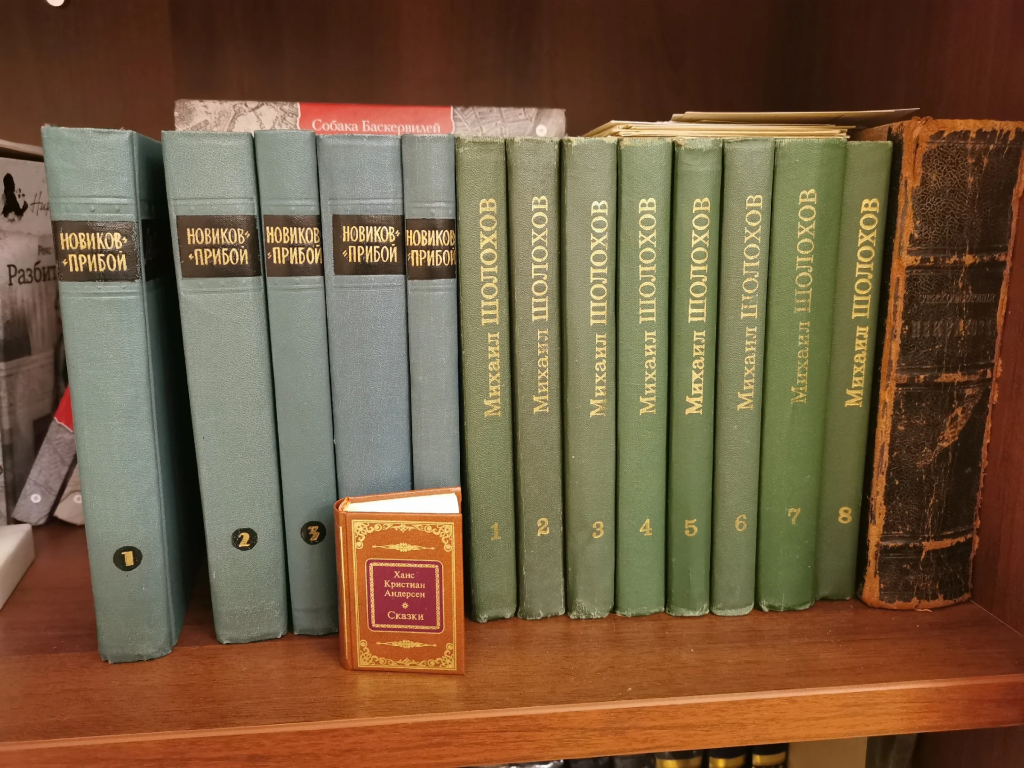 Собака Баскервилей
Разбит
НОВИКОВ-
-ПРИБОЙ
1
НОВИКОВ-
-ПРИБОЙ
2
НОВИКОВ-
-ПРИБОЙ
3
НОВИКОВ-
-ПРИБОЙ
НОВИКОВ-
-ПРИБОЙ
Ханс
Кристиан
Андерсен
Сказки
Михаил ШОЛОХОВ
1
Михаил ШОЛОХОВ
2
Михаил ШОЛОХОВ
3
Михаил ШОЛОХОВ
4
Михаил ШОЛОХОВ
5
Михаил ШОЛОХОВ
6
Михаил ШОЛОХОВ
7
Михаил ШОЛОХОВ
8